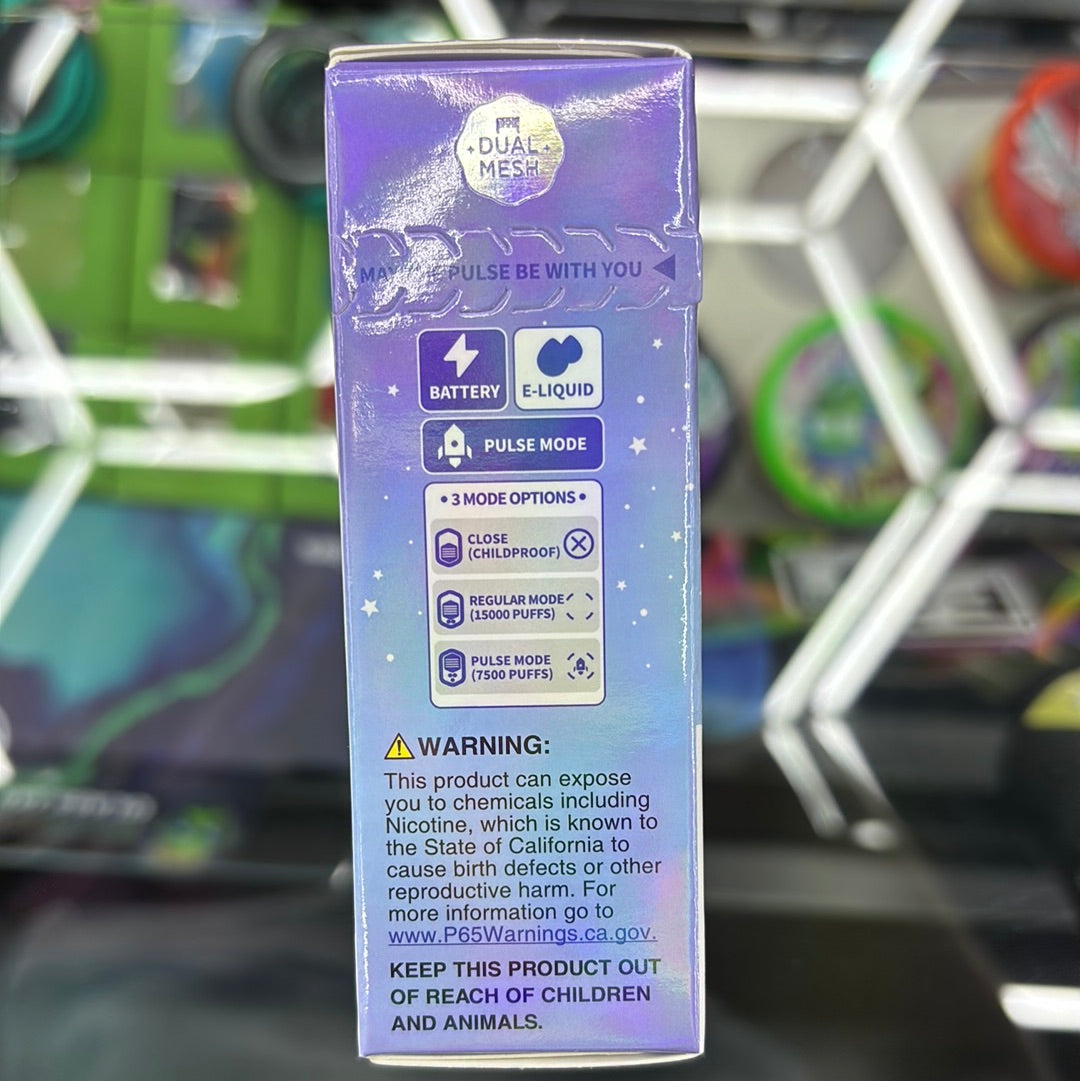 DUAL
MESH
MAY PULSE BE WITH YOU
BATTERY
E-LIQUID
PULSE MODE
• 3 MODE OPTIONS •
CLOSE
(CHILDPROOF)
REGULAR MODE
(15000 PUFFS)
PULSE MODE
(7500 PUFFS)
WARNING:
This product can expose
you to chemicals including
Nicotine, which is known to
the State of California to
cause birth defects or other
reproductive harm. For
more information go to
www.P65Warnings.ca.gov.
KEEP THIS PRODUCT OUT
OF REACH OF CHILDREN
AND ANIMALS.